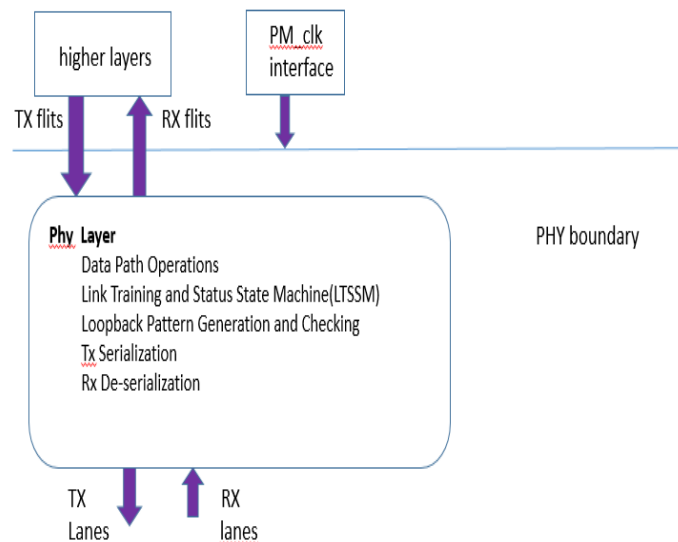 higher layers
PM_clk
interface
TX flits
RX flits
Phy Layer
Data Path Operations
Link Training and Status State Machine(LTSSM)
Loopback Pattern Generation and Checking
Tx Serialization
Rx De-serialization
PHY boundary
TX
Lanes
RX
lanes